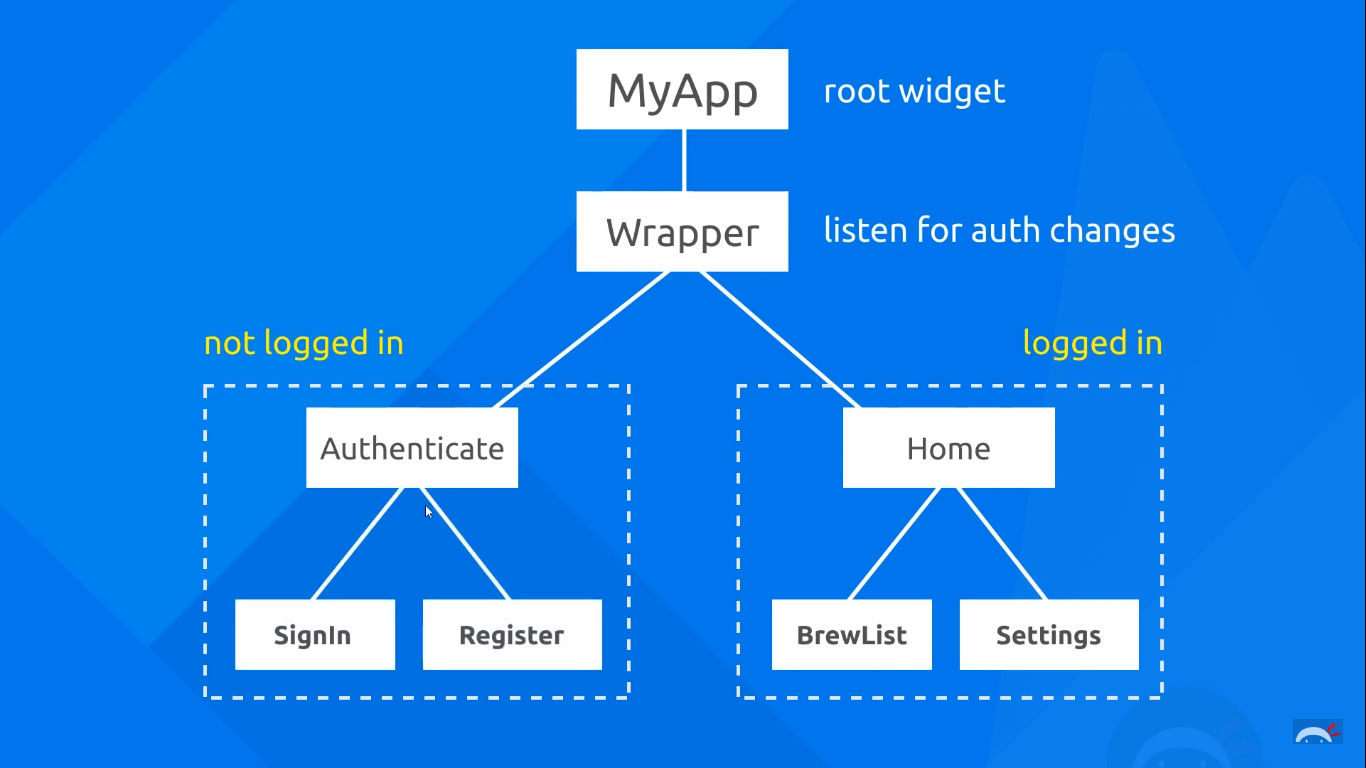 MyApp
root widget
Wrapper
listen for auth changes
not logged in
logged in
Authenticate
Home
SignIn
Register
BrewList
Settings